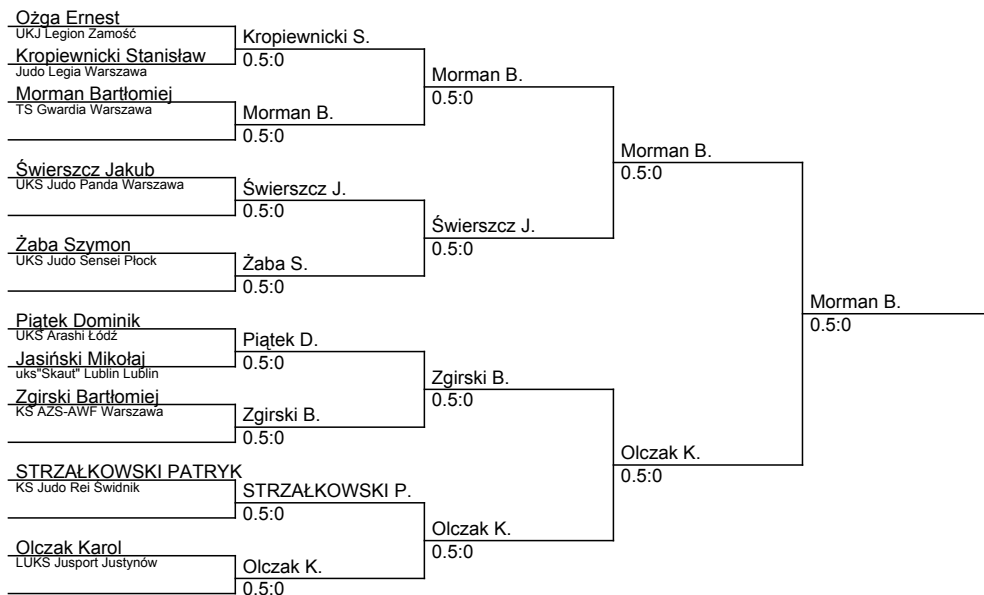 Ożga Ernest
UKJ Legion Zamość
Kropiewnicki Stanisław
Judo Legia Warszawa
Morman Bartłomiej
TS Gwardia Warszawa
Świerszcz Jakub
UKS Judo Panda Warszawa
Żaba Szymon
UKS Judo Sensei Płock
Piątek Dominik
UKS Arashi Łódź
Jasiński Mikołaj
uks"Skaut" Lublin Lublin
Zgirski Bartłomiej
KS AZS-AWF Warszawa
STRZAŁKOWSKI PATRYK
KS Judo Rei Świdnik
Olczak Karol
LUKS Jusport Justynów
Kropiewnicki S.
0.5:0
Morman B.
0.5:0
Świerszcz J.
0.5:0
Żaba S.
0.5:0
Piątek D.
0.5:0
Zgirski B.
0.5:0
STRZAŁKOWSKI P.
0.5:0
Olczak K.
0.5:0
Morman B.
0.5:0
Świerszcz J.
0.5:0
Zgirski B.
0.5:0
Olczak K.
0.5:0
Morman B.
0.5:0
Olczak K.
0.5:0
Morman B.
0.5:0